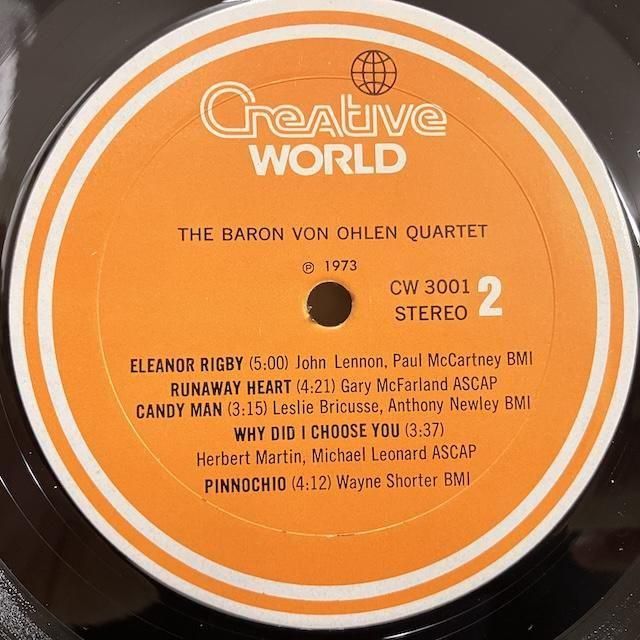 Creative
WORLD
THE BARON VON OHLEN QUARTET
℗ 1973
CW 3001
STEREO 2
ELEANOR RIGBY (5:00) John Lennon, Paul McCartney BMI
RUNAWAY HEART (4:21) Gary McFarland ASCAP
CANDY MAN (3:15) Leslie Bricusse, Anthony Newley BMI
WHY DID I CHOOSE YOU (3:37)
Herbert Martin, Michael Leonard ASCAP
PINNOCHIO (4:12) Wayne Shorter BMI